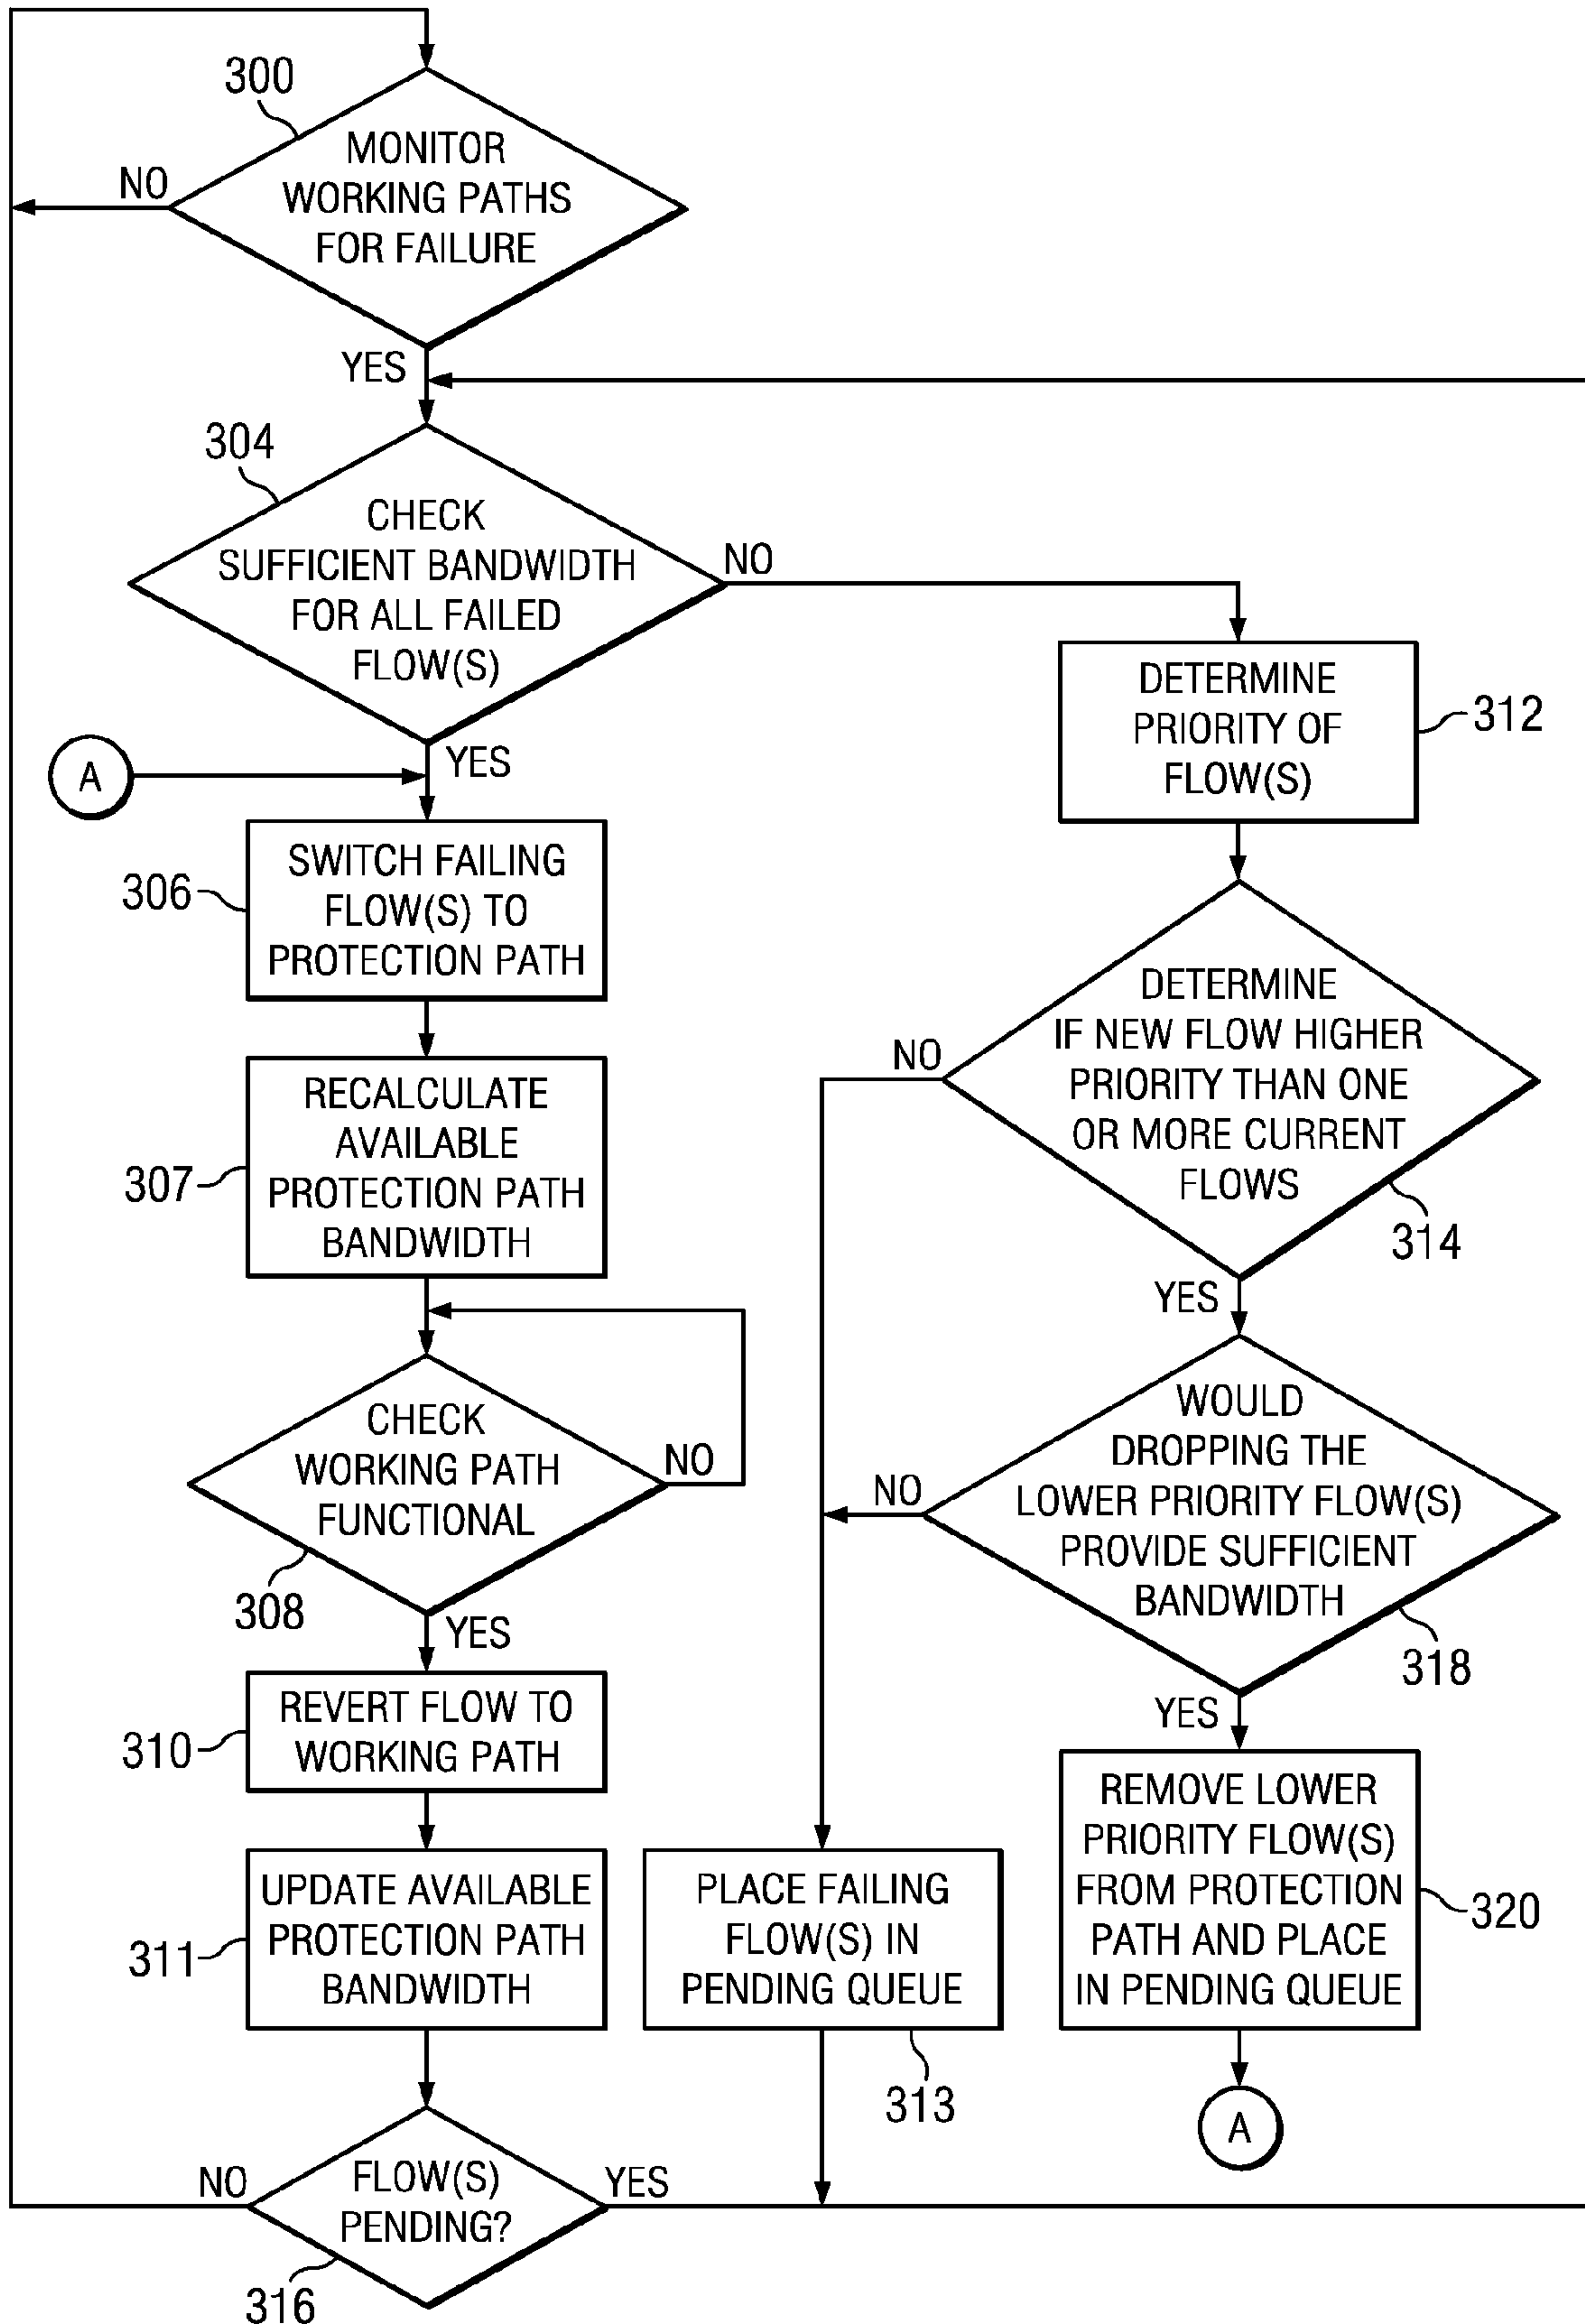 300
MONITOR
WORKING PATHS
FOR FAILURE
NO
YES
304
CHECK
SUFFICIENT BANDWIDTH
FOR ALL FAILED
FLOW(S)
NO
YES
A
306
SWITCH FAILING
FLOW(S) TO
PROTECTION PATH
307
RECALCULATE
AVAILABLE
PROTECTION PATH
BANDWIDTH
CHECK
WORKING PATH
FUNCTIONAL
NO
308
YES
310
REVERT FLOW TO
WORKING PATH
311
UPDATE AVAILABLE
PROTECTION PATH
BANDWIDTH
NO
FLOW(S)
PENDING?
YES
316
DETERMINE
PRIORITY OF
FLOW(S)
312
DETERMINE
IF NEW FLOW HIGHER
PRIORITY THAN ONE
OR MORE CURRENT
FLOWS
NO
314
YES
WOULD
DROPPING THE
LOWER PRIORITY FLOW(S)
PROVIDE SUFFICIENT
BANDWIDTH
NO
318
YES
PLACE FAILING
FLOW(S) IN
PENDING QUEUE
313
REMOVE LOWER
PRIORITY FLOW(S)
FROM PROTECTION
PATH AND PLACE
IN PENDING QUEUE
320
A